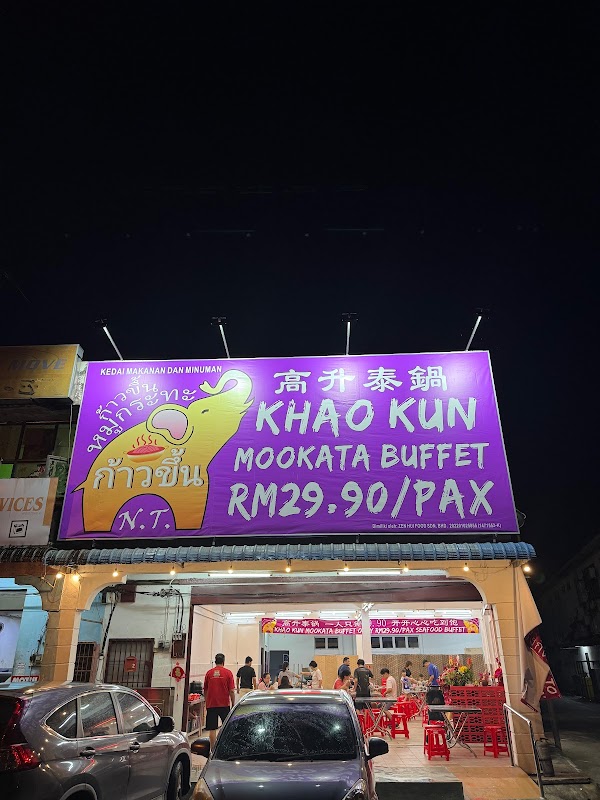 KEDAI MAKANAN DAN MINUMAN
ก้าวขึ้น
หมูกระทะ
ก้าวขึ้น
N.T.
高升泰鍋
KHAO KUN
MOOKATA BUFFET
RM29.90/PAX
VICES
KHAO KUN MOOKATA BUFFET RM29.90/PAX SEAFOOD BUFFET